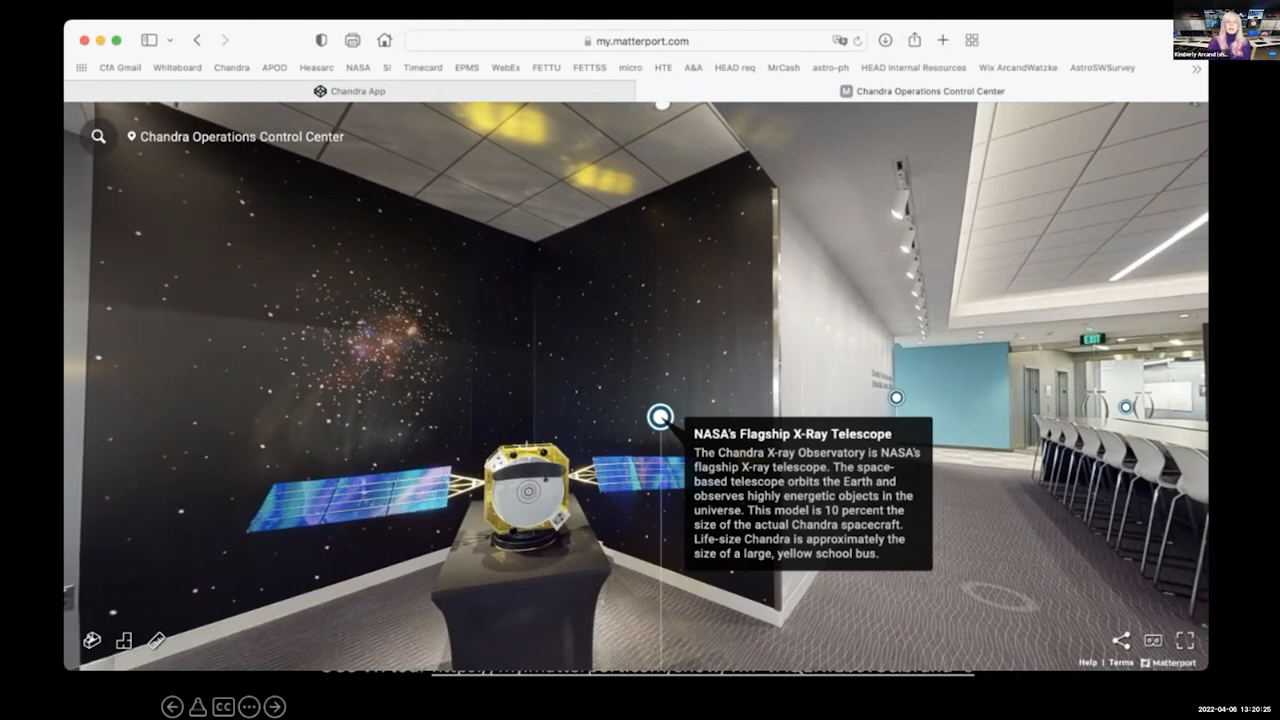 my.matterport.com
CfA Gmail Whiteboard Chandra APOD Heasarc NASA SI Timecard EPMS WebEx FETTU FETTSS micro HTE A&A HEAD req MrCash astro-ph HEAD Internal Resources Wix ArcandWatzke AstroSWSurvey
Chandra App
M Chandra Operations Control Center
Chandra Operations Control Center
EXIT
NASA's Flagship X-Ray Telescope
The Chandra X-ray Observatory is NASA's
flagship X-ray telescope. The space-
based telescope orbits the Earth and
observes highly energetic objects in the
universe. This model is 10 percent the
size of the actual Chandra spacecraft.
Life-size Chandra is approximately the
size of a large, yellow school bus.
Help | Terms Matterport
CC
Kimberly Arcand
2022-04-06 13:20:25